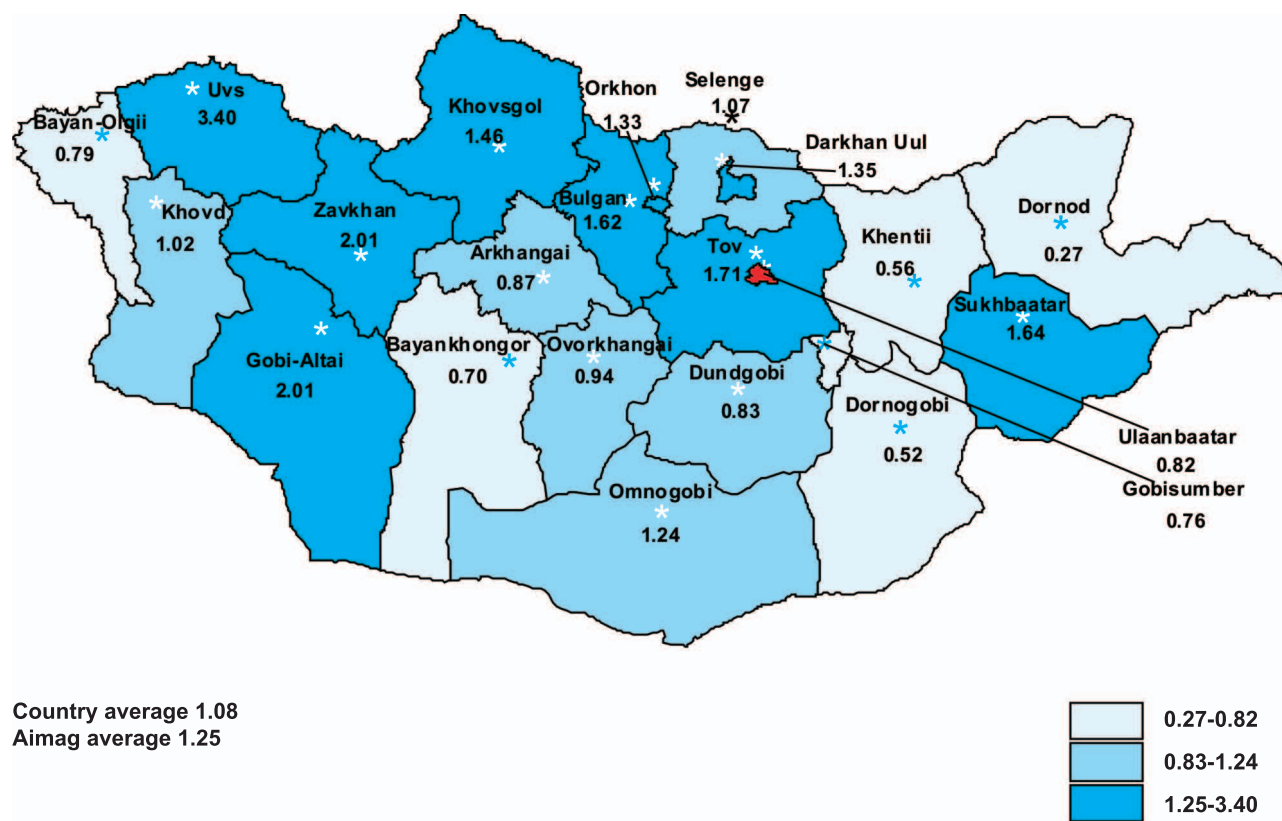 Selenge
1.07
Orkhon
1.33
Uvs
3.40
Khovsgol
1.46
Bayan-Olgii
0.79
Darkhan Uul
1.35
Khovd
1.02
Zavkhan
2.01
Bulgan
1.62
Dornod
0.27
Khentii
0.56
Tov
1.71
Arkhangai
0.87
Sukhbaatar
1.64
Gobi-Altai
2.01
Bayankhongor
0.70
Ovorkhangai
0.94
Dundgobi
0.83
Dornogobi
0.52
Ulaanbaatar
0.82
Gobisumber
0.76
Omnogobi
1.24
Country average 1.08
Aimag average 1.25
0.27-0.82
0.83-1.24
1.25-3.40